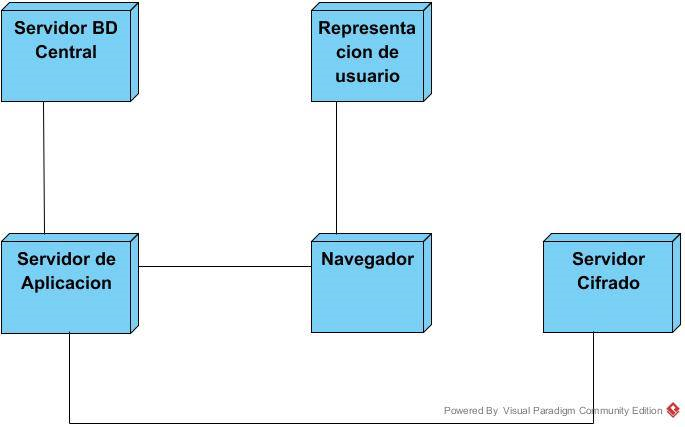 Servidor BD
Central
Representa
cion de
usuario
Servidor de
Aplicacion
Navegador
Servidor
Cifrado
Powered By Visual Paradigm Community Edition